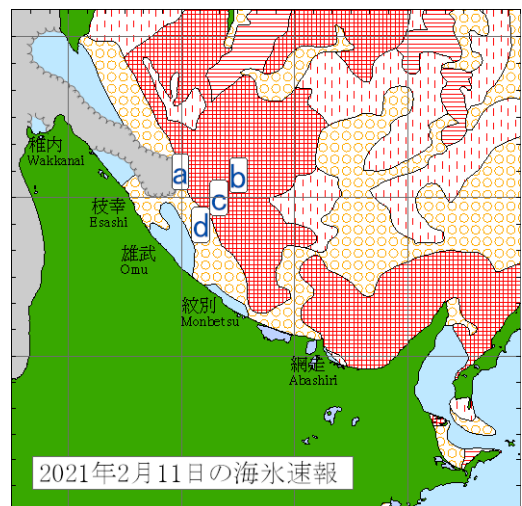 稚内
Wakkanai
a
b
c
枝幸
Esashi
d
雄武
Omu
紋別
Monbetsu
網走
Abashiri
2021年2月11日の海氷速報